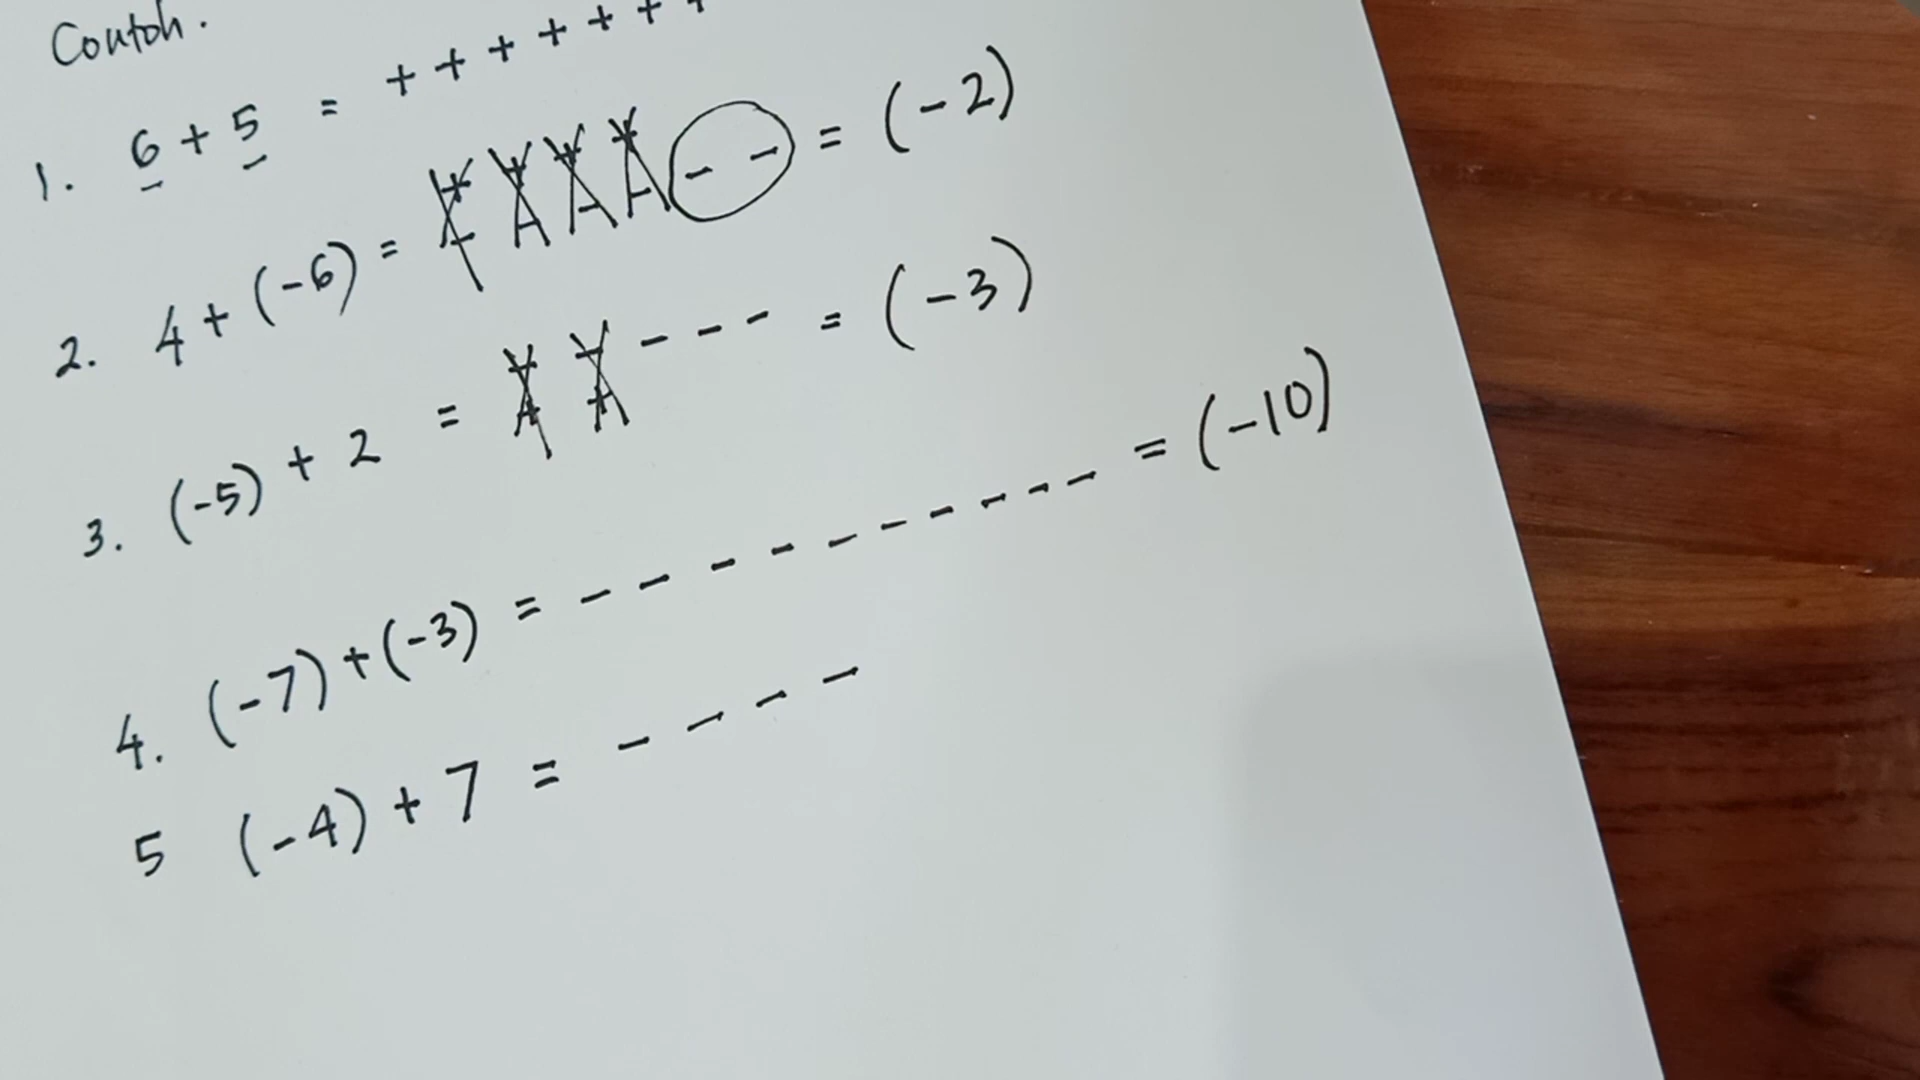 Contoh.
1. 6 + 5 = + + + + + + +
2. 4 + (-6) = + + + + - - - - - - = (-2)
3. (-5) + 2 = - - - - - + + = (-3)
4. (-7) + (-3) = - - - - - - - - - - = (-10)
5 (-4) + 7 = - - - -